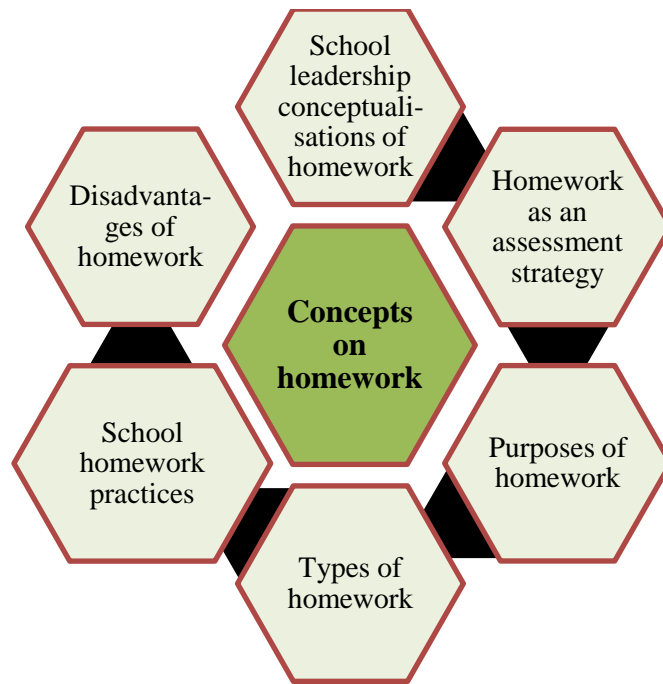 School
leadership
conceptuali-
sations of
homework
Homework
as an
assessment
strategy
Purposes of
homework
Types of
homework
School
homework
practices
Disadvanta-
ges of
homework
Concepts
on
homework